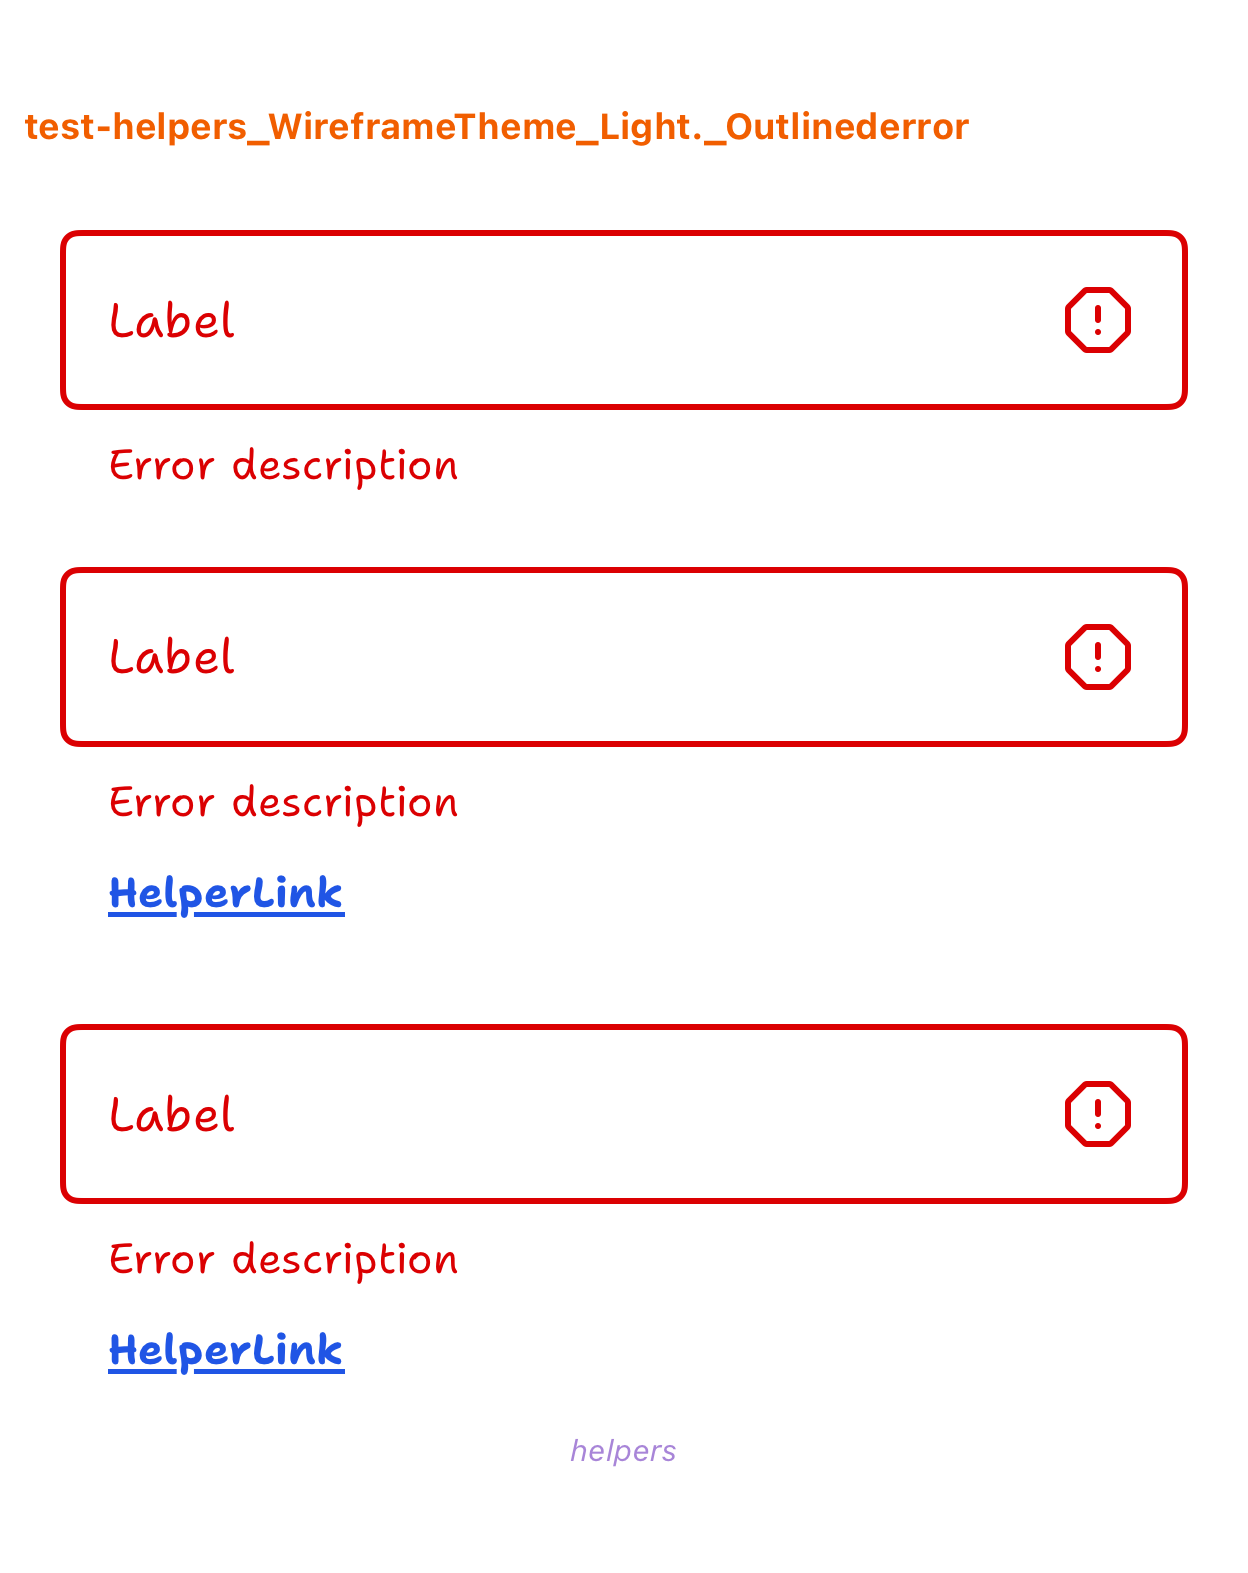 test-helpers_WireframeTheme_Light._Outlinederror
Label
Error description
Label
Error description
HelperLink
Label
Error description
HelperLink
helpers